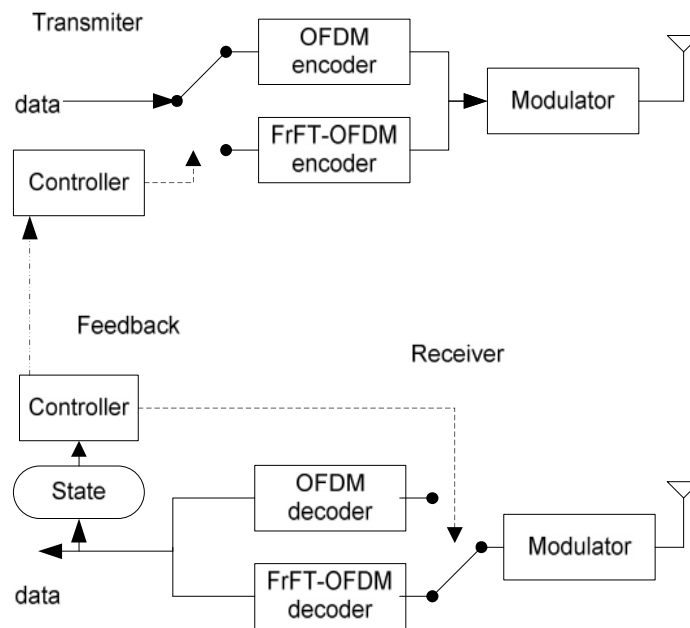 Transmiter
OFDM
encoder
data
Modulator
FrFT-OFDM
encoder
Controller
Feedback
Receiver
Controller
State
OFDM
decoder
Modulator
FrFT-OFDM
decoder
data